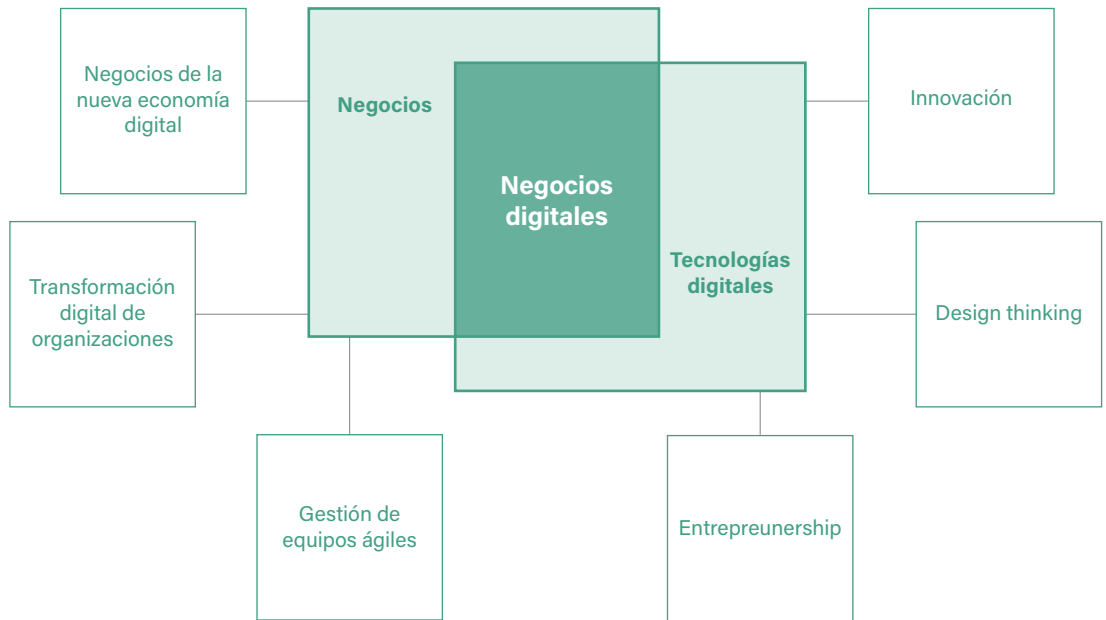 Negocios de la
nueva economía
digital
Negocios
Innovación
Negocios
digitales
Tecnologías
digitales
Transformación
digital de
organizaciones
Design thinking
Gestión de
equipos ágiles
Entrepreunership